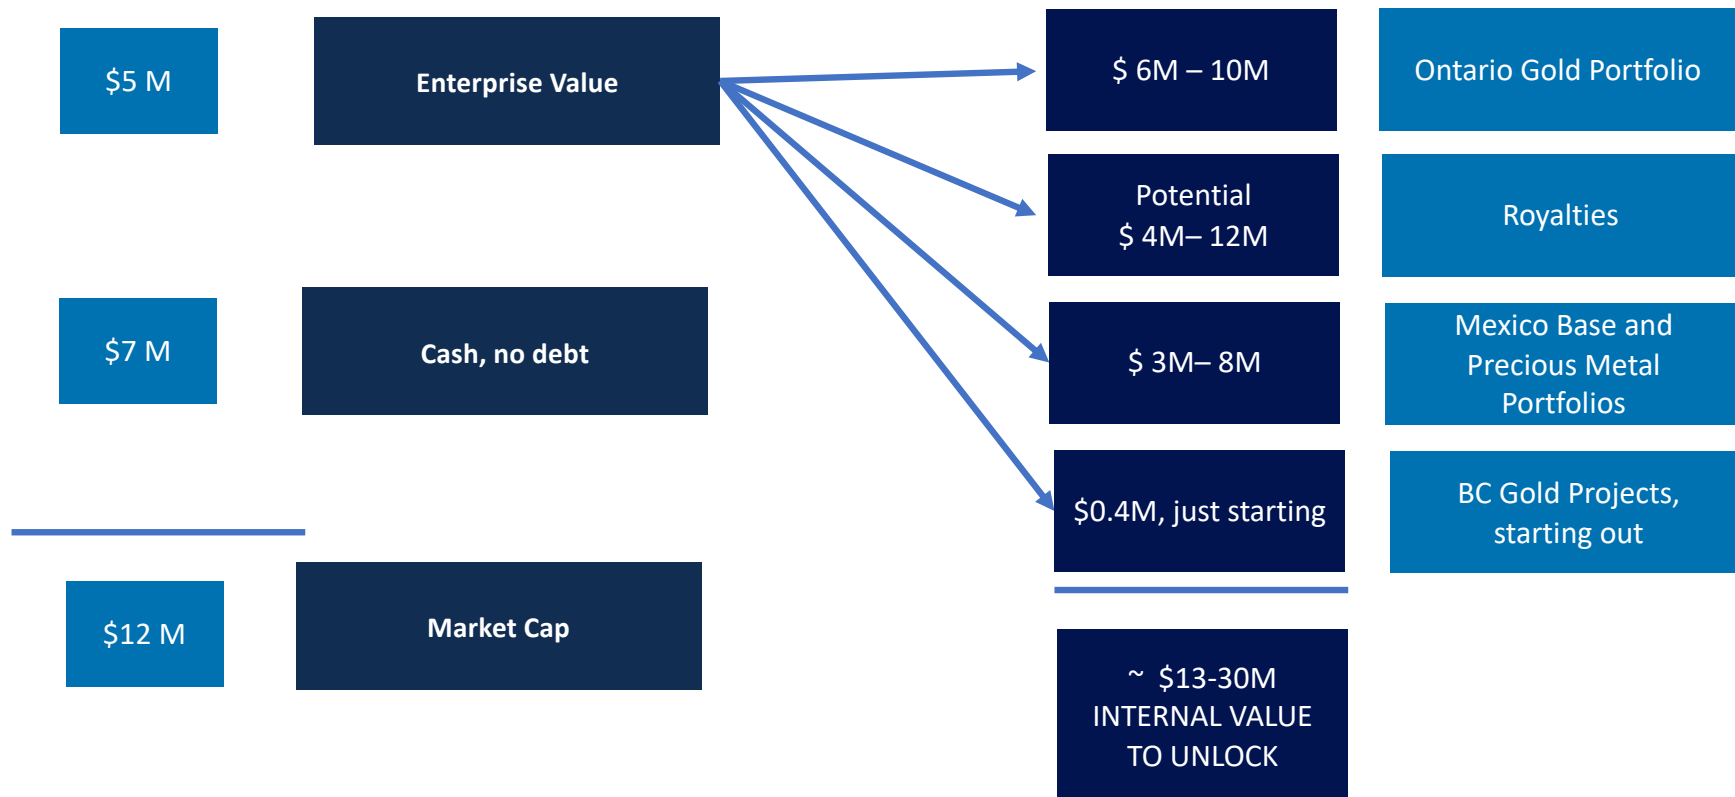 $5 M
Enterprise Value
$ 6M – 10M
Ontario Gold Portfolio
Potential
$ 4M– 12M
Royalties
$7 M
Cash, no debt
$ 3M– 8M
Mexico Base and
Precious Metal
Portfolios
$0.4M, just starting
BC Gold Projects,
starting out
$12 M
Market Cap
~ $13-30M
INTERNAL VALUE
TO UNLOCK